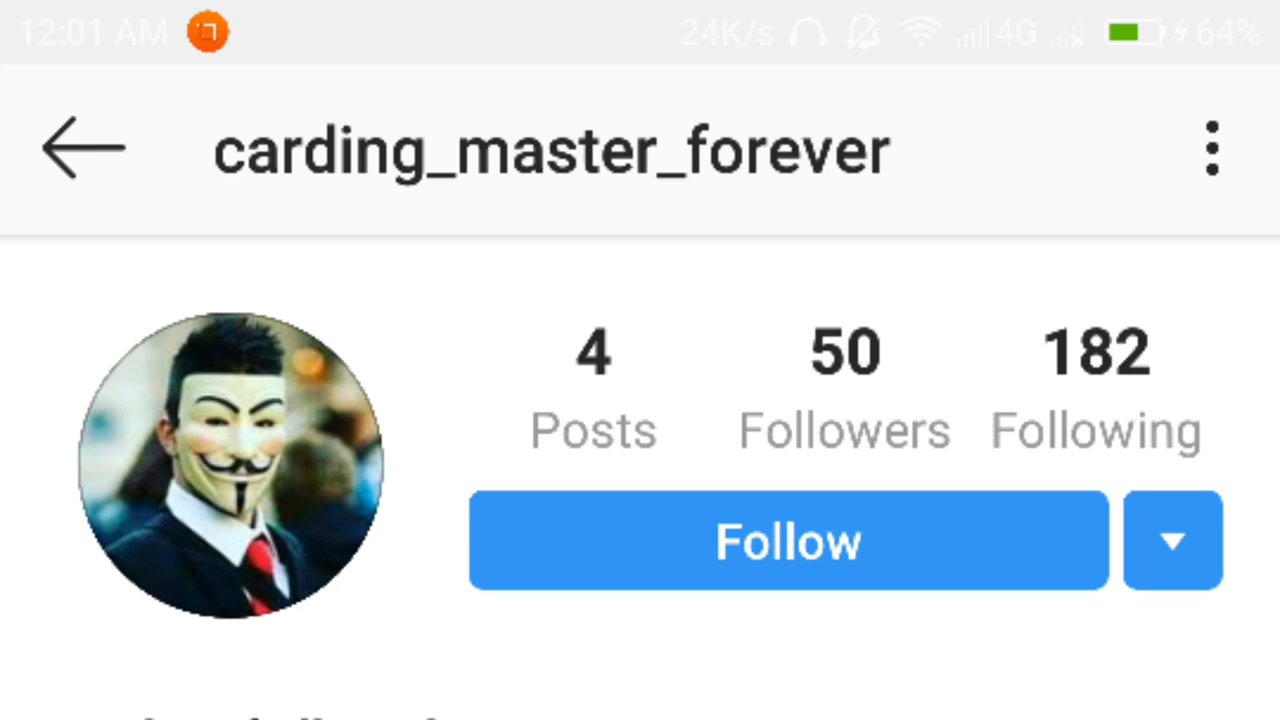 12:01 AM 24K/s 4G 64%
carding_master_forever
4 50 182
Posts Followers Following
Follow